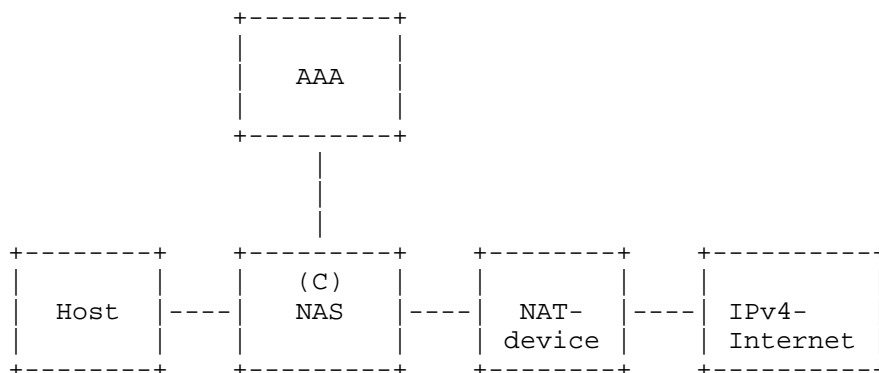 AAA
(C)
Host NAS NAT- IPv4-
device Internet